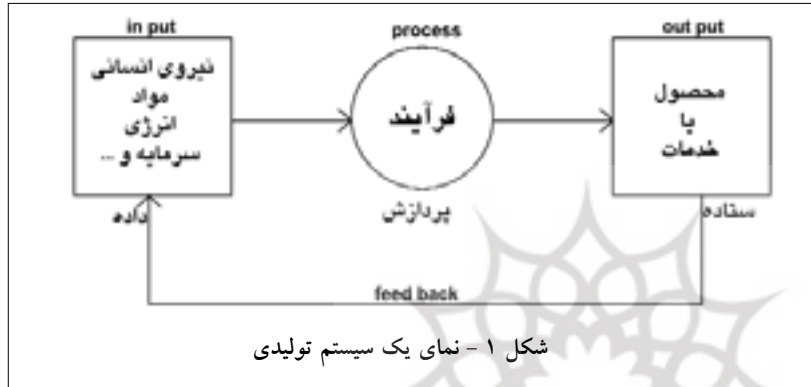 in put
process
out put
نیروی انسانی
مواد
انرژی
سرمایه و ...
فرآیند
محصول
یا
خدمات
داده
پردازش
ستاده
feed back
شکل ۱ - نمای یک سیستم تولیدی